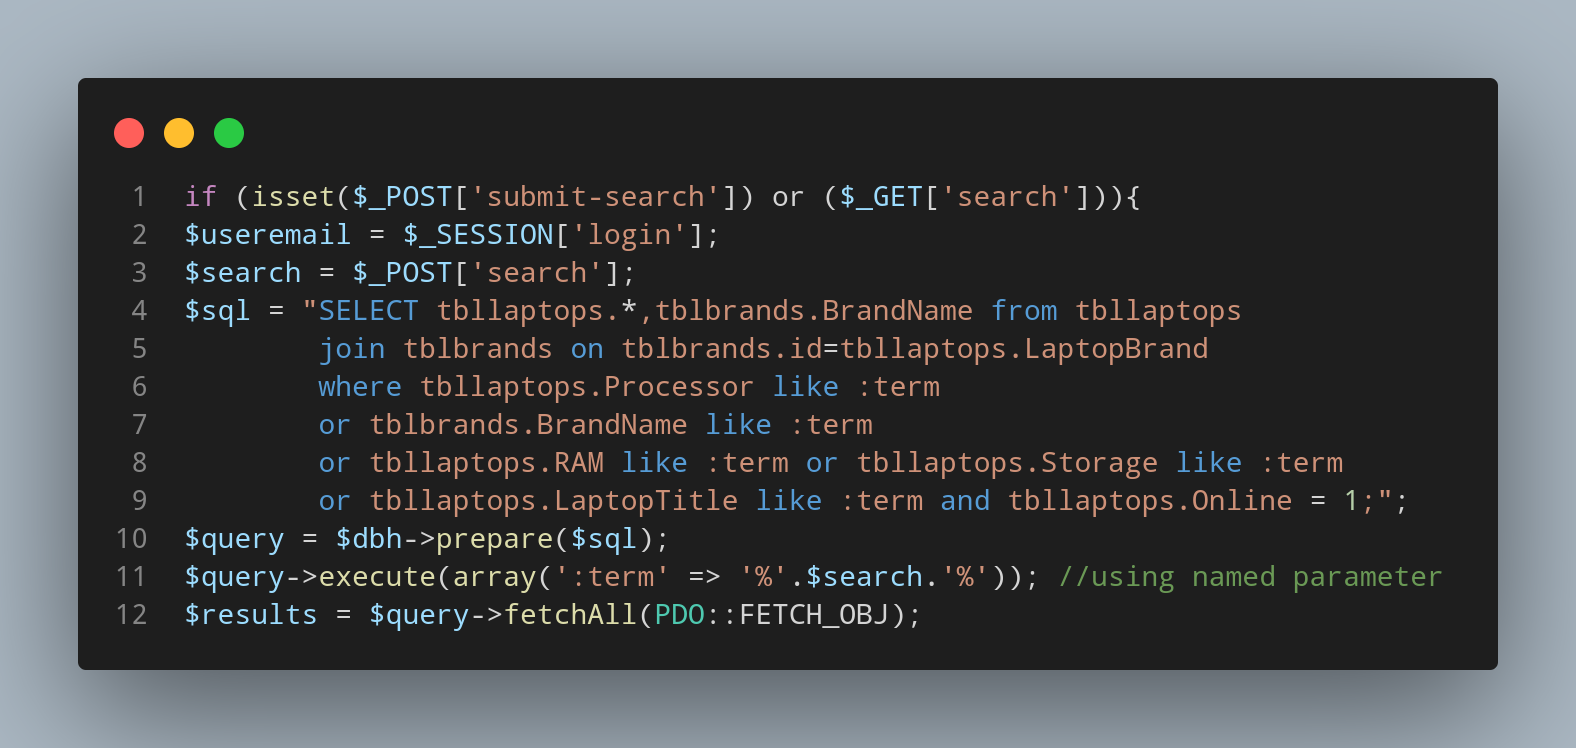 1 if (isset($_POST['submit-search']) or ($_GET['search'])){
2 $useremail = $_SESSION['login'];
3 $search = $_POST['search'];
4 $sql = "SELECT tbllaptops.*,tblbrands.BrandName from tbllaptops
5         join tblbrands on tblbrands.id=tbllaptops.LaptopBrand
6         where tbllaptops.Processor like :term
7         or tblbrands.BrandName like :term
8         or tbllaptops.RAM like :term or tbllaptops.Storage like :term
9         or tbllaptops.LaptopTitle like :term and tbllaptops.Online = 1;";
10 $query = $dbh->prepare($sql);
11 $query->execute(array(':term' => '%'.$search.'%')); //using named parameter
12 $results = $query->fetchAll(PDO::FETCH_OBJ);